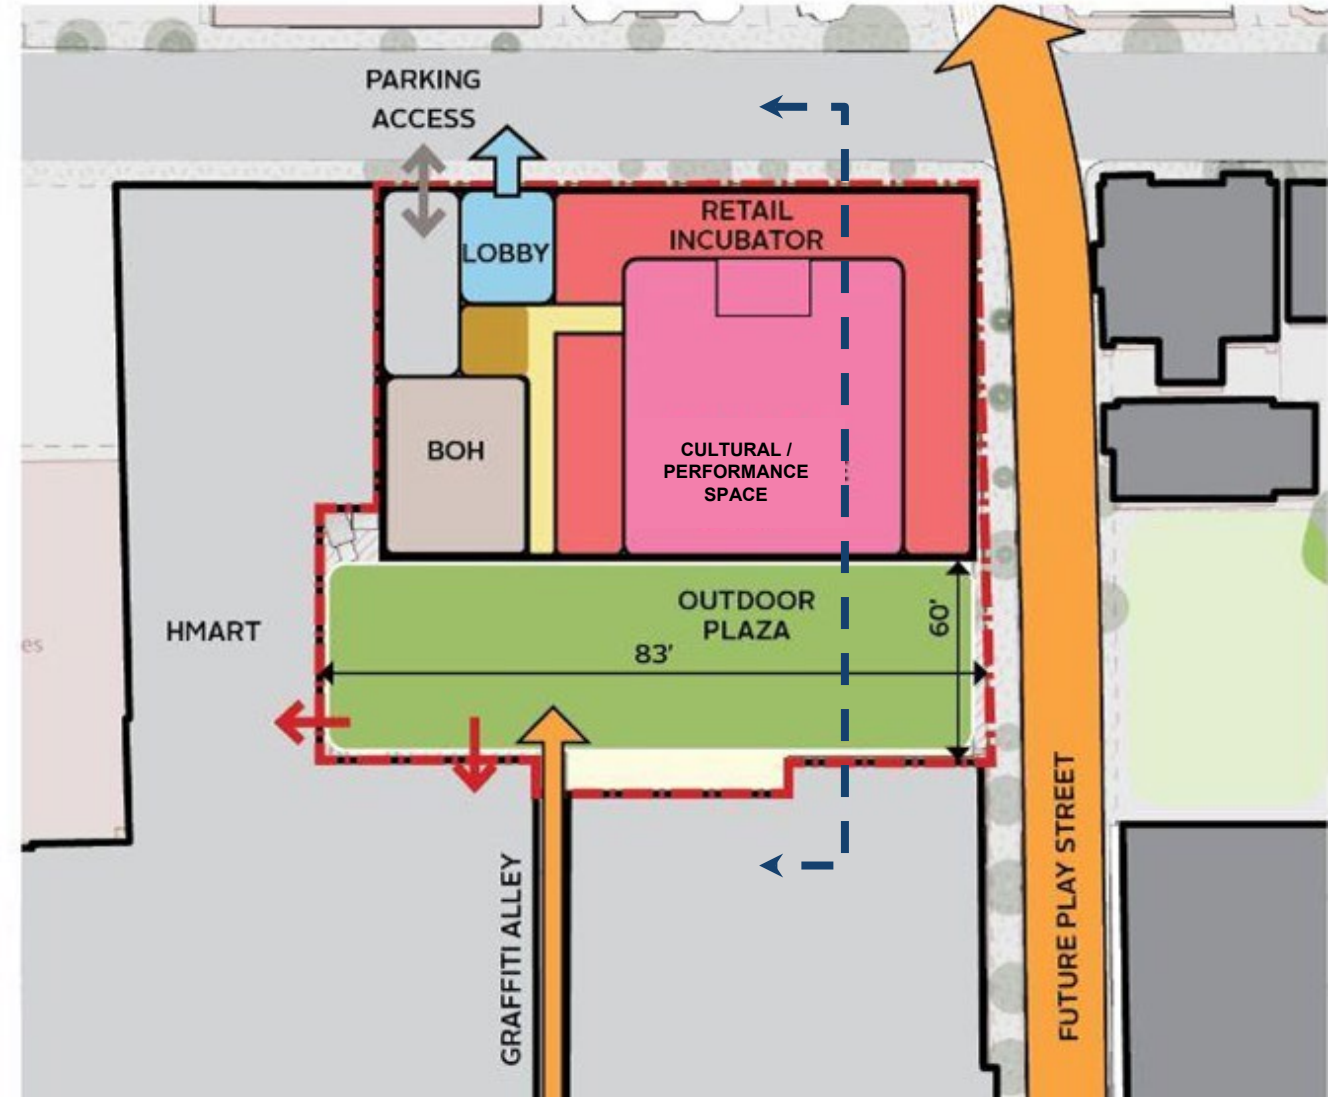 PARKING
ACCESS
LOBBY
RETAIL
INCUBATOR
BOH
CULTURAL /
PERFORMANCE
SPACE
HMART
OUTDOOR
PLAZA
60'
83'
es
GRAFFITI ALLEY
FUTURE PLAY STREET